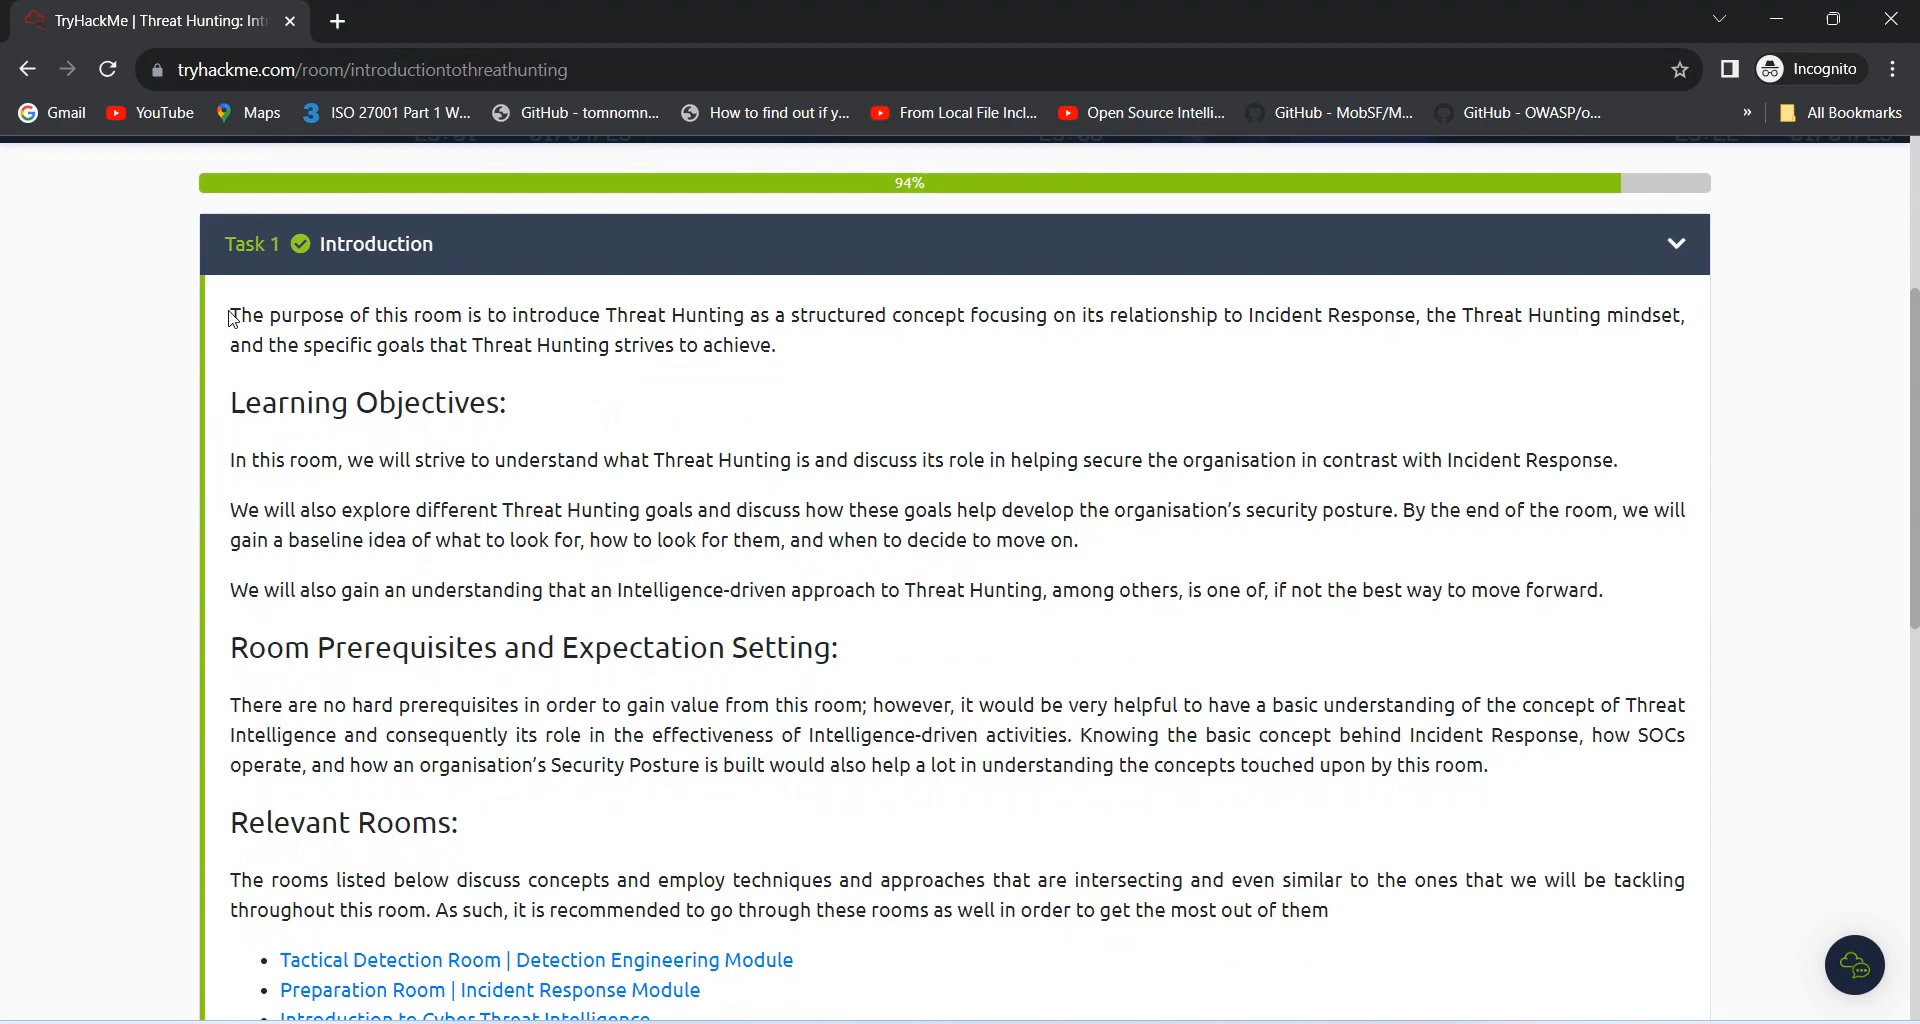 TryHackMe | Threat Hunting: Int
tryhackme.com/room/introductiontothreathunting
Incognito
Gmail
YouTube
Maps
ISO 27001 Part 1 W...
GitHub - tomnomn...
How to find out if y...
From Local File Incl...
Open Source Intelli...
GitHub - MobSF/M...
GitHub - OWASP/o...
»
All Bookmarks
94%
Task 1 Introduction
The purpose of this room is to introduce Threat Hunting as a structured concept focusing on its relationship to Incident Response, the Threat Hunting mindset,
and the specific goals that Threat Hunting strives to achieve.
Learning Objectives:
In this room, we will strive to understand what Threat Hunting is and discuss its role in helping secure the organisation in contrast with Incident Response.
We will also explore different Threat Hunting goals and discuss how these goals help develop the organisation’s security posture. By the end of the room, we will
gain a baseline idea of what to look for, how to look for them, and when to decide to move on.
We will also gain an understanding that an Intelligence-driven approach to Threat Hunting, among others, is one of, if not the best way to move forward.
Room Prerequisites and Expectation Setting:
There are no hard prerequisites in order to gain value from this room; however, it would be very helpful to have a basic understanding of the concept of Threat
Intelligence and consequently its role in the effectiveness of Intelligence-driven activities. Knowing the basic concept behind Incident Response, how SOCs
operate, and how an organisation’s Security Posture is built would also help a lot in understanding the concepts touched upon by this room.
Relevant Rooms:
The rooms listed below discuss concepts and employ techniques and approaches that are intersecting and even similar to the ones that we will be tackling
throughout this room. As such, it is recommended to go through these rooms as well in order to get the most out of them
• Tactical Detection Room | Detection Engineering Module
• Preparation Room | Incident Response Module
• Introduction to Cyber Threat Intelligence